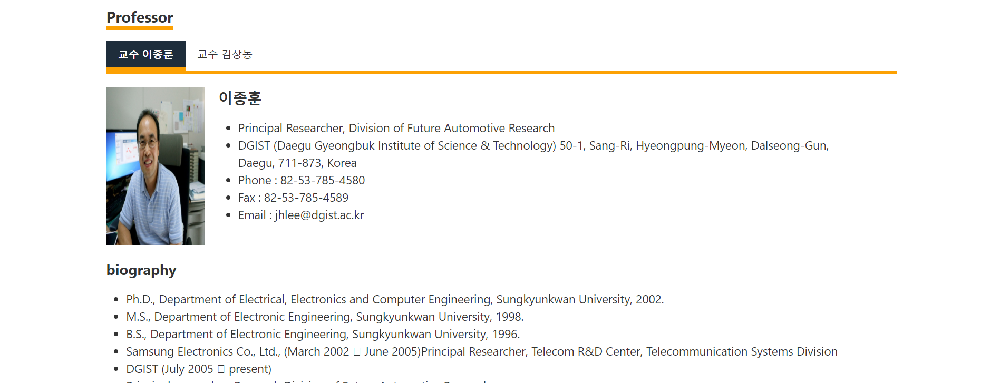 Professor
교수 이종훈 교수 김상동
이종훈
Principal Researcher, Division of Future Automotive Research
DGIST (Daegu Gyeongbuk Institute of Science & Technology) 50-1, Sang-Ri, Hyeongpung-Myeon, Dalseong-Gun,
Daegu, 711-873, Korea
Phone : 82-53-785-4580
Fax : 82-53-785-4589
Email : jhlee@dgist.ac.kr
biography
Ph.D., Department of Electrical, Electronics and Computer Engineering, Sungkyunkwan University, 2002.
M.S., Department of Electronic Engineering, Sungkyunkwan University, 1998.
B.S., Department of Electronic Engineering, Sungkyunkwan University, 1996.
Samsung Electronics Co., Ltd., (March 2002 □ June 2005)Principal Researcher, Telecom R&D Center, Telecommunication Systems Division
DGIST (July 2005 □ present)